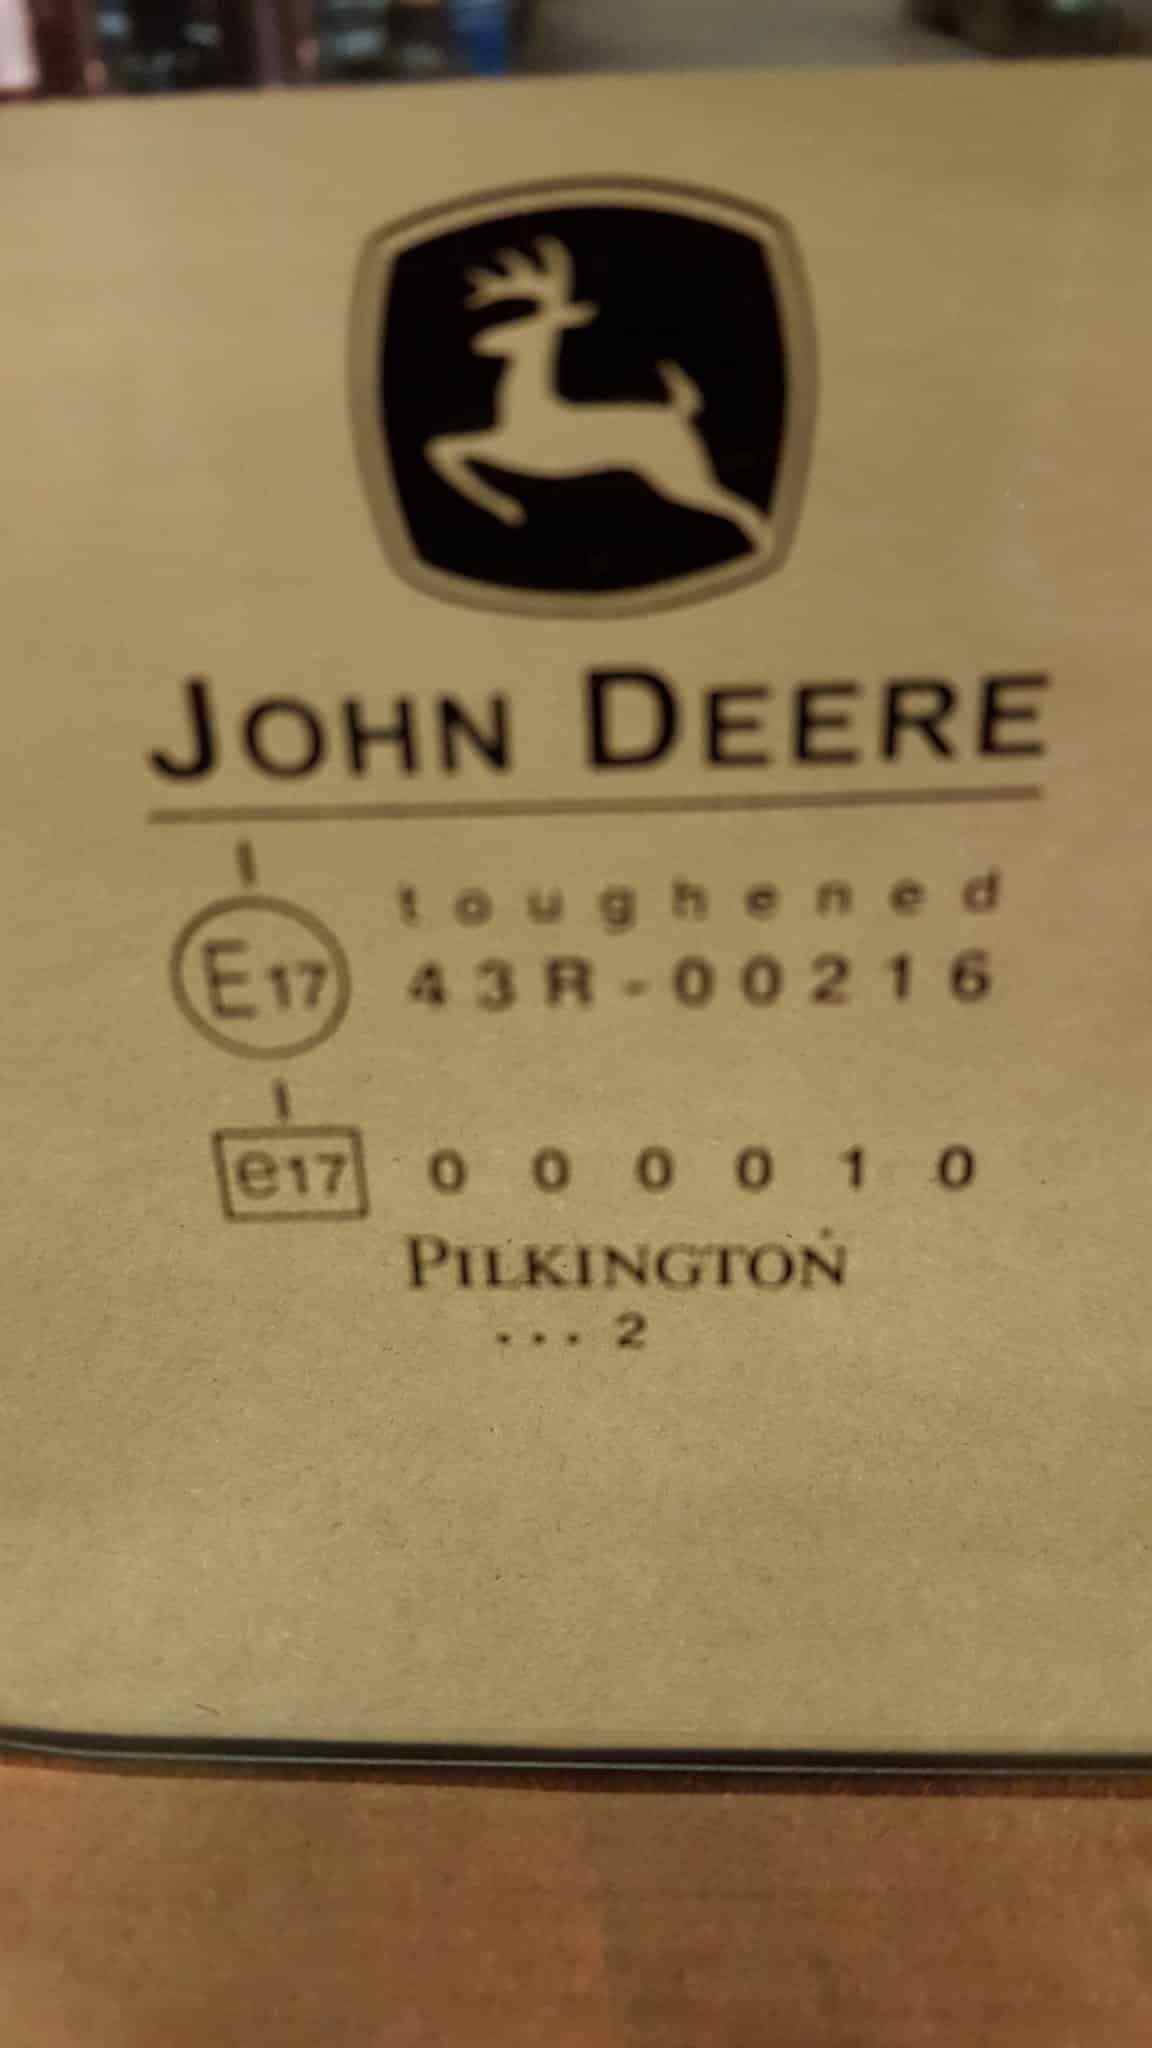 JOHN DEERE
I
E17 toughened
43R-00216
I
e17 000010
PILKINGTON
... 2